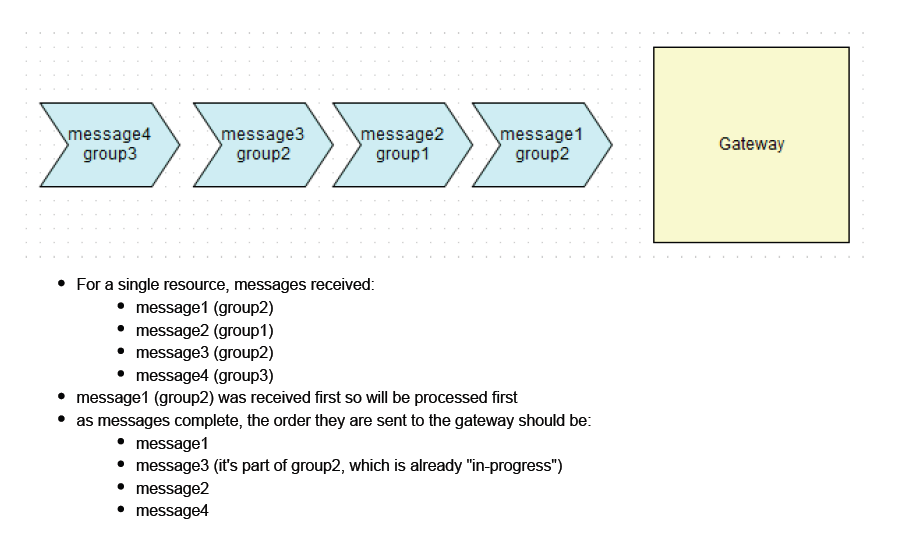 message4
group3
message3
group2
message2
group1
message1
group2
Gateway
• For a single resource, messages received:
• message1 (group2)
• message2 (group1)
• message3 (group2)
• message4 (group3)
• message1 (group2) was received first so will be processed first
• as messages complete, the order they are sent to the gateway should be:
• message1
• message3 (it's part of group2, which is already "in-progress")
• message2
• message4